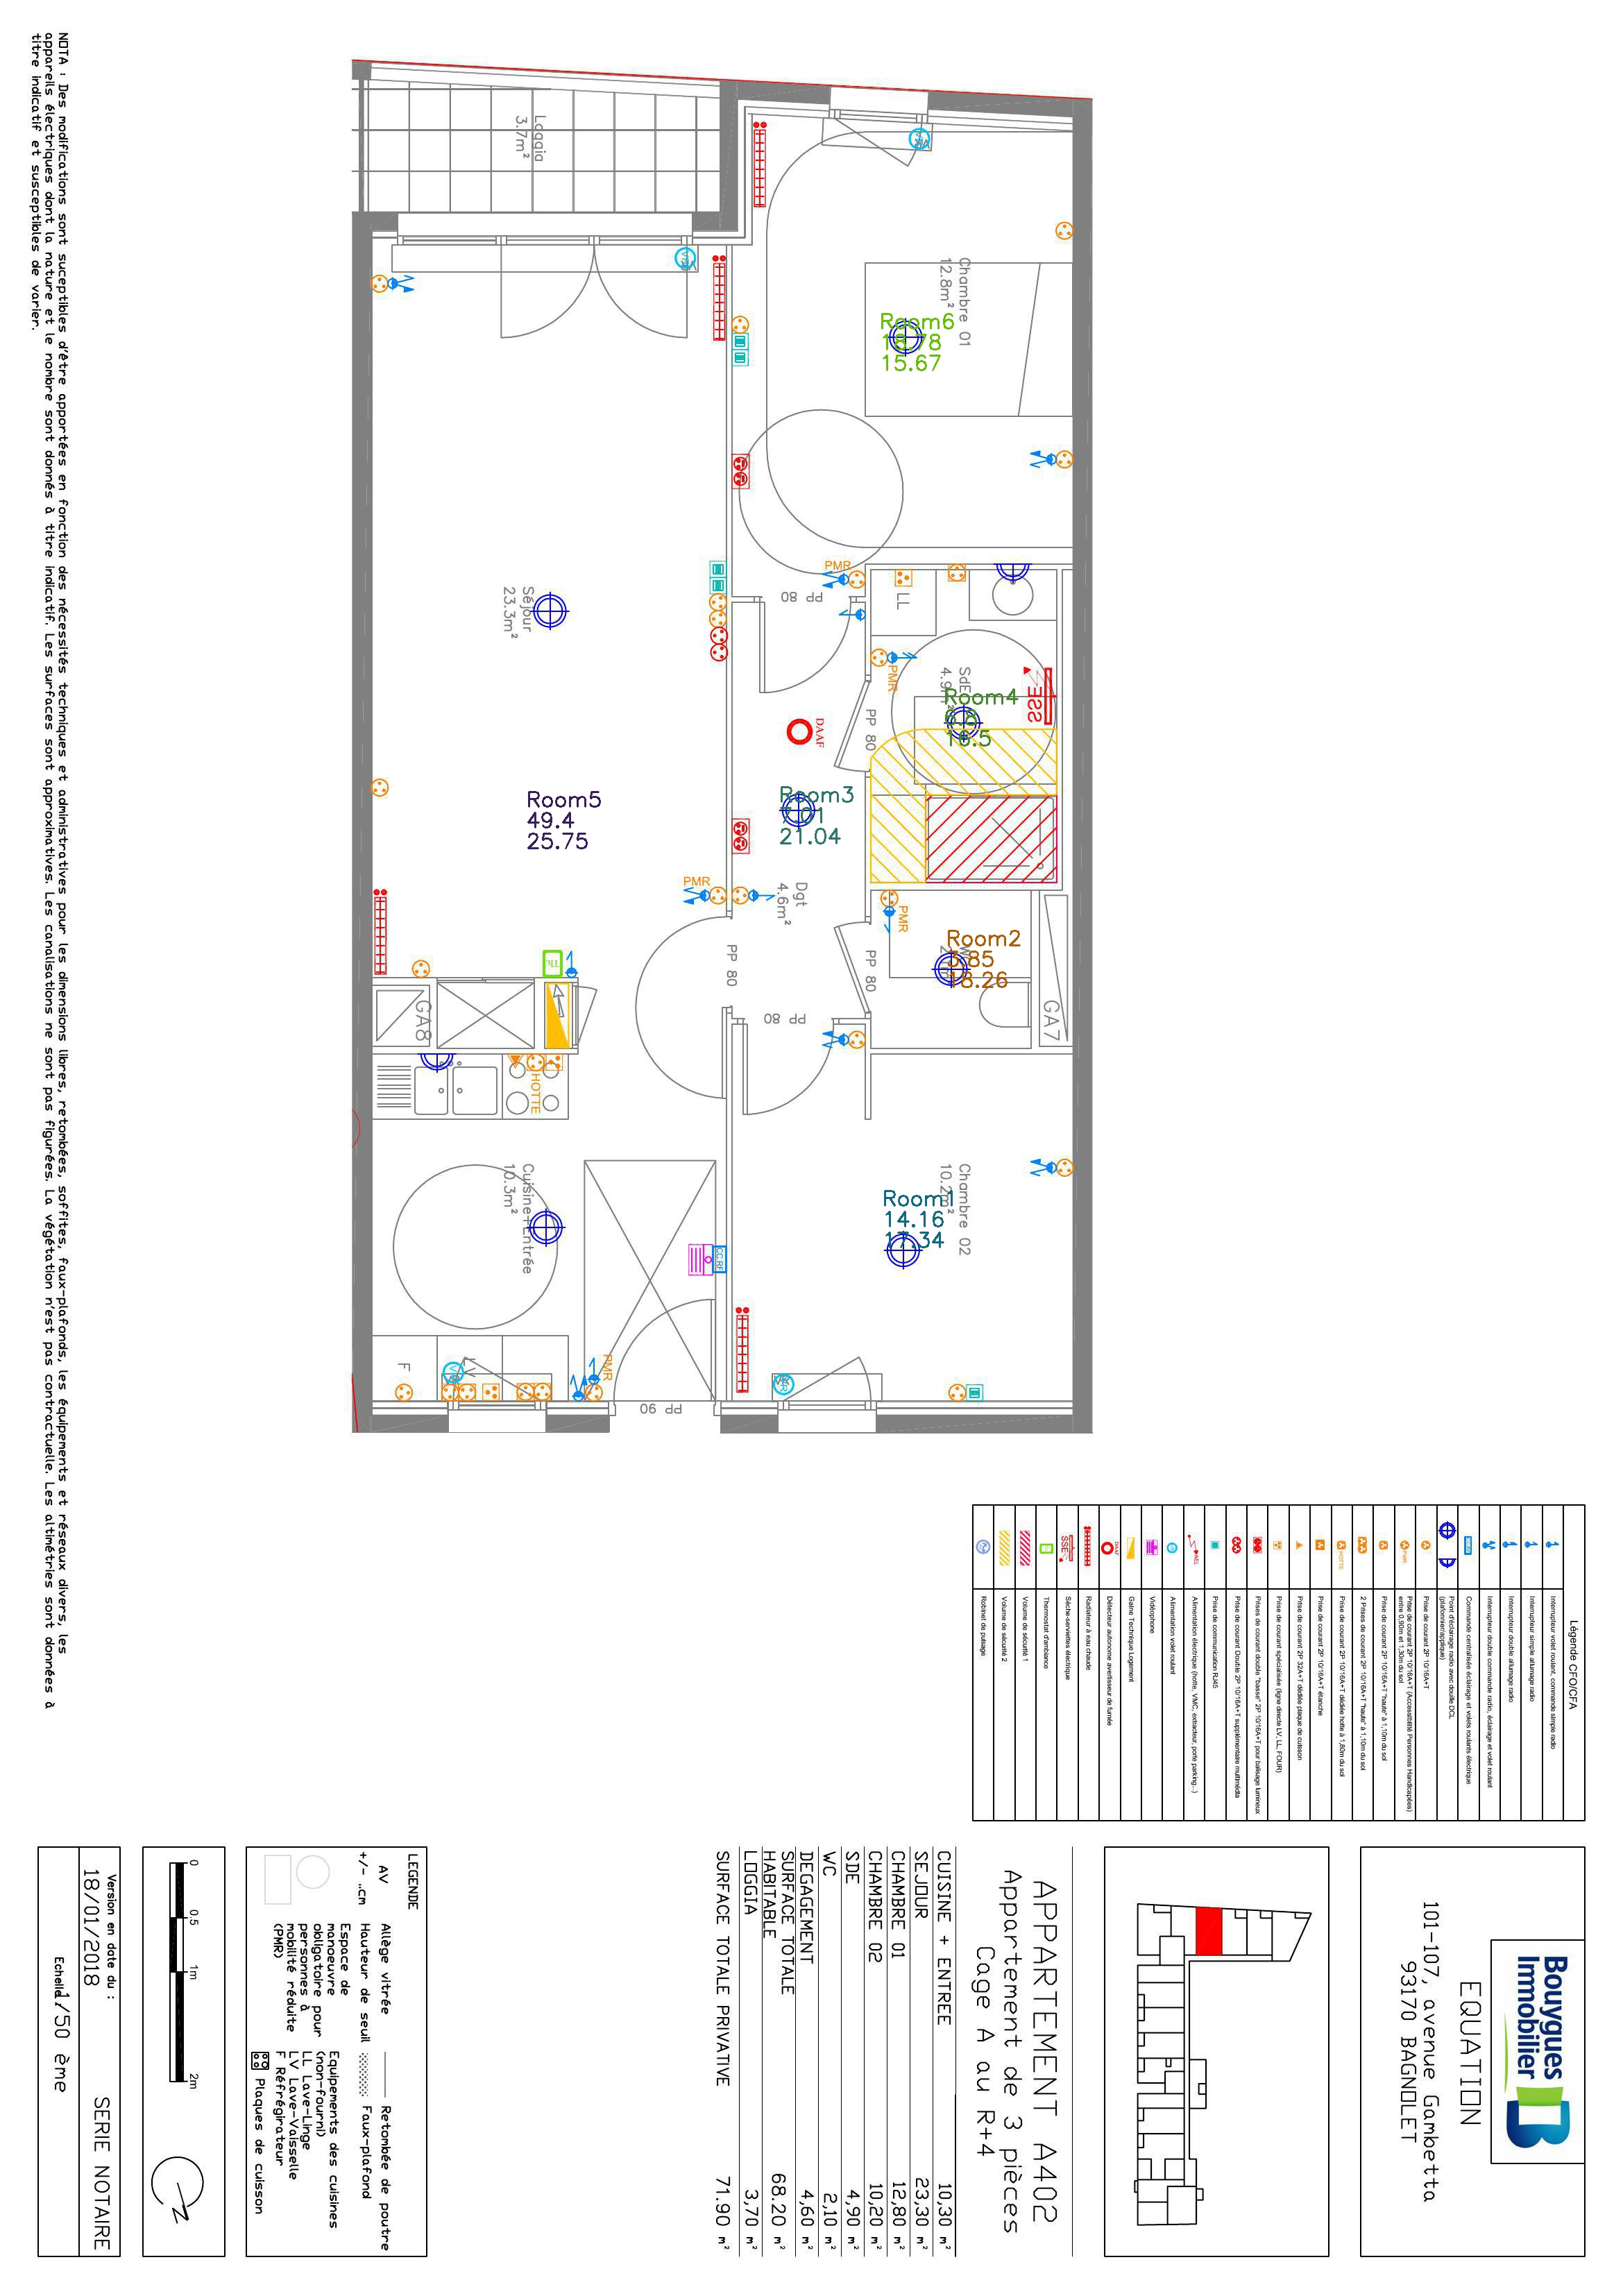 NOTA : Des modifications sont suceptibles d'être apportées en fonction des nécessités techniques et administratives pour les dimensions libres, retombées, soffites, faux-plafonds, les équipements et réseaux divers, les
appareils électriques dont la nature et le nombre sont donnés à titre indicatif. Les surfaces sont approximatives. Les canalisations ne sont pas figurées. La végétation n'est pas contractuelle. Les altimétries sont données à
titre indicatif et susceptibles de varier.
Loggia
3.7m²
Chambre 01
12.8m²
Room6
15.67
Séjour
23.3m²
PMR
PP 80
LL
PMR
SdE
SSE
Room4
16.5
DAAF
PP 80
Room5
49.4
25.75
Room3
21.04
Dgt
4.6m²
PMR
PMR
PP 80
PP 80
Room2
18.26
GA8
GA7
PP 80
HOTTE
Cuisine+Entrée
10.3m²
Chambre 02
10.2m²
Room1
14.16
17.34
F
PMR
PP 90
Légende CFO/CFA
Interrupteur volet roulant, commande simple radio
Interrupteur simple allumage radio
Interrupteur double allumage radio
Interrupteur double commande radio, éclairage et volet roulant
Commande centralisée éclairage et volets roulants électrique
Point d'éclairage radio avec douille DCL
(plafonnier/applique)
Prise de courant 2P 10/16A+T
PMR
Prise de courant 2P 10/16A+T (Accessibilité Personnes Handicapées)
entre 0,90m et 1,30m du sol
Prise de courant 2P 10/16A+T "haute" à 1,10m du sol
2 Prises de courant 2P 10/16A+T "haute" à 1,10m du sol
HOTTE
Prise de courant 2P 10/16A+T dédiée hotte à 1,80m du sol
Prise de courant 2P 10/16A+T étanche
Prise de courant 2P 32A+T dédiée plaque de cuisson
Prise de courant spécialisée (ligne directe LV, LL, FOUR)
Prises de courant double "basse" 2P 10/16A+T pour balisage lumineux
Prise de courant Double 2P 10/16A+T supplémentaire multimédia
Prise de communication RJ45
Alimentation électrique (hotte, VMC, extracteur, porte parking...)
Alimentation volet roulant
Vidéophone
Gaine Technique Logement
DAAF
Détecteur autonome avertisseur de fumée
Radiateur à eau chaude
SSE
Sèche-serviettes électrique
Thermostat d'ambiance
Volume de sécurité 1
Volume de sécurité 2
Robinet de puisage
Bouygues
Immobilier
EQUATION
101-107, avenue Gambetta
93170 BAGNOLET
APPARTEMENT A402
Appartement de 3 pièces
Cage A au R+4
CUISINE + ENTREE 10,30 m²
SEJOUR 23,30 m²
CHAMBRE 01 12,80 m²
CHAMBRE 02 10,20 m²
SDE 4,90 m²
WC 2,10 m²
DEGAGEMENT 4,60 m²
SURFACE TOTALE
HABITABLE 68.20 m²
LOGGIA 3,70 m²
SURFACE TOTALE PRIVATIVE 71.90 m²
LEGENDE
AV Allège vitrée
+/- ..cm Hauteur de seuil
Espace de
manoeuvre
obligatoire pour
personnes à
mobilité réduite
(PMR)
Retombée de poutre
Faux-plafond
Equipements des cuisines
(non-fourni)
LL Lave-Linge
LV Lave-Vaisselle
F Réfrigérateur
Plaques de cuisson
0 0.5 1m 2m
Version en date du :
18/01/2018
SERIE NOTAIRE
1/50 ème